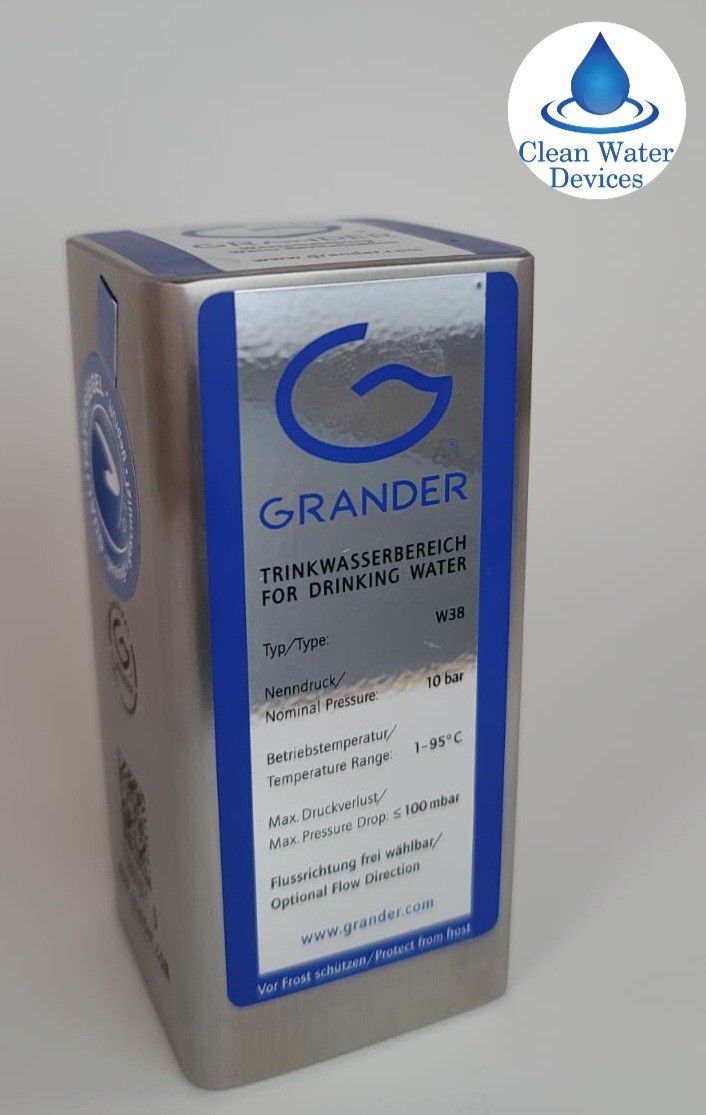 Clean Water
Devices
GRANDER
GRANDER
TRINKWASSERBEREICH
FOR DRINKING WATER
Typ/Type: W38
Nenndruck/
Nominal Pressure: 10 bar
Betriebstemperatur/
Temperature Range: 1-95°C
Max. Druckverlust/
Max. Pressure Drop: ≤ 100 mbar
Flussrichtung frei wählbar/
Optional Flow Direction
www.grander.com
Vor Frost schützen/Protect from frost